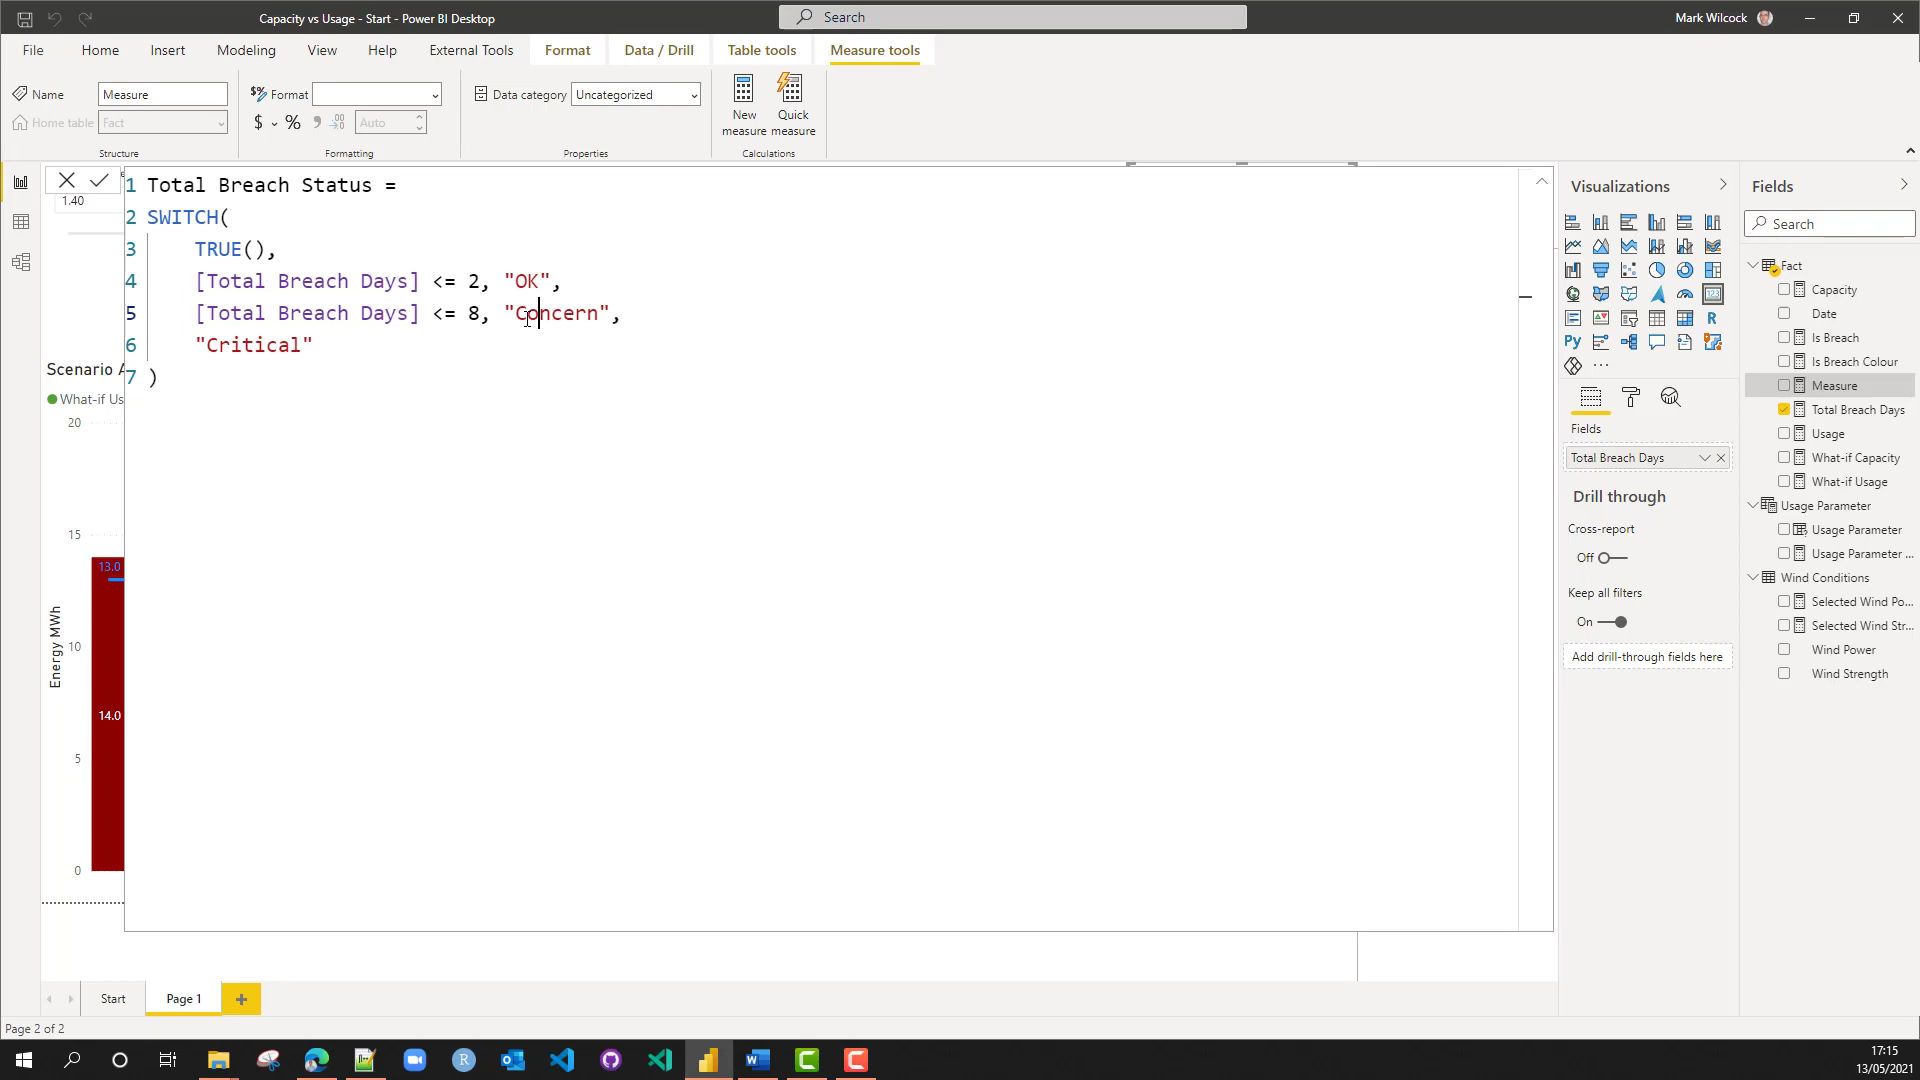 Capacity vs Usage - Start - Power BI Desktop
Search
Mark Wilcock
File
Home
Insert
Modeling
View
Help
External Tools
Format
Data / Drill
Table tools
Measure tools
Name
Measure
Home table
Fact
Structure
Format
$
%
Auto
Formatting
Data category
Uncategorized
Properties
New measure
Quick measure
Calculations
1.40
1 Total Breach Status =
2 SWITCH(
3 TRUE(),
4 [Total Breach Days] <= 2, "OK",
5 [Total Breach Days] <= 8, "Concern",
6 "Critical"
7 )
Scenario A
What-if Us
20
15
10
5
0
Energy MWh
13.0
14.0
Visualizations
R
Py
Fields
Total Breach Days
Drill through
Cross-report
Off
Keep all filters
On
Add drill-through fields here
Fields
Search
Fact
Capacity
Date
Is Breach
Is Breach Colour
Measure
Total Breach Days
Usage
What-if Capacity
What-if Usage
Usage Parameter
Usage Parameter
Usage Parameter ...
Wind Conditions
Selected Wind Po...
Selected Wind Str...
Wind Power
Wind Strength
Start
Page 1
Page 2 of 2
17:15
13/05/2021